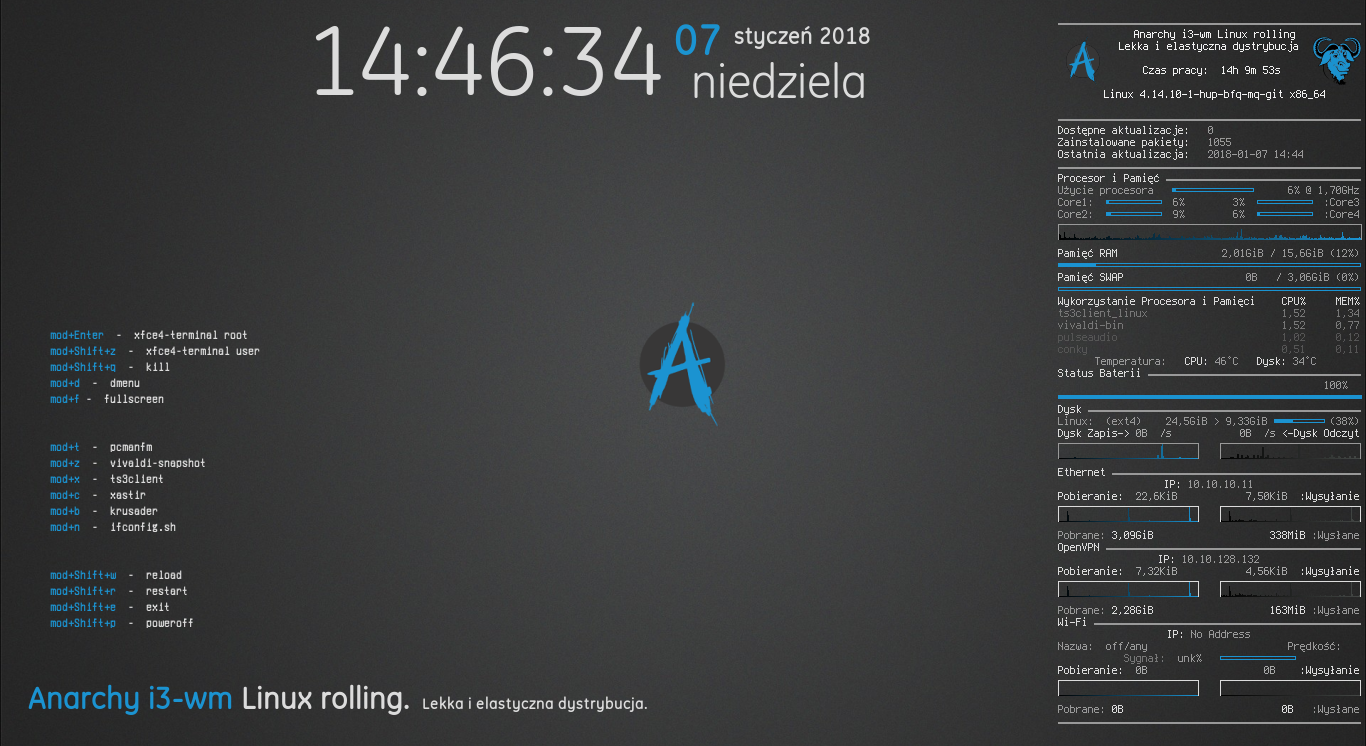 14:46:34 07 styczeń 2018
niedziela
mod+Enter - xfce4-terminal root
mod+Shift+z - xfce4-terminal user
mod+Shift+q - kill
mod+d - dmenu
mod+f - fullscreen
mod+t - pcmanfm
mod+z - vivaldi-snapshot
mod+x - ts3client
mod+c - xastir
mod+b - krusader
mod+n - ifconfig.sh
mod+Shift+w - reload
mod+Shift+r - restart
mod+Shift+e - exit
mod+Shift+p - poweroff
Anarchy i3-wm Linux rolling. Lekka i elastyczna dystrybucja.
Anarchy i3-wm Linux rolling
Lekka i elastyczna dystrybucja
Czas pracy: 14h 9m 53s
Linux 4.14.10-1-hup-bfq-mq-git x86_64
Dostępne aktualizacje: 0
Zainstalowane pakiety: 1055
Ostatnia aktualizacja: 2018-01-07 14:44
Procesor i Pamięć
Użycie procesora 6% @ 1,70GHz
Core1: 6% 3% :Core3
Core2: 9% 6% :Core4
Pamięć RAM 2,01GiB / 15,6GiB (12%)
Pamięć SWAP 0B / 3,06GiB (0%)
Wykorzystanie Procesora i Pamięci CPU% MEM%
ts3client_linux 1,52 1,34
vivaldi-bin 1,52 0,77
pulseaudio 1,02 0,12
conky 0,51 0,11
Temperatura: CPU: 46°C Dysk: 34°C
Status Baterii
100%
Dysk
Linux: (ext4) 24,5GiB > 9,33GiB (38%)
Dysk Zapis-> 0B /s 0B /s <-Dysk Odczyt
Ethernet
IP: 10.10.10.11
Pobieranie: 22,6KiB 7,50KiB :Wysyłanie
Pobrane: 3,09GiB 338MiB :Wysłane
OpenVPN
IP: 10.10.128.132
Pobieranie: 7,32KiB 4,56KiB :Wysyłanie
Pobrane: 2,28GiB 163MiB :Wysłane
Wi-Fi
IP: No Address
Nazwa: off/any Prędkość:
Sygnał: unk%
Pobieranie: 0B 0B :Wysyłanie
Pobrane: 0B 0B :Wysłane